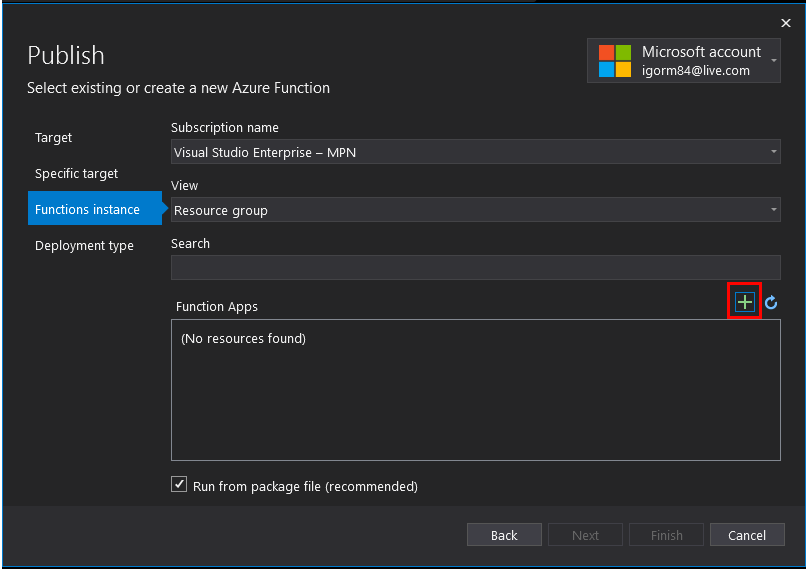 Publish
Select existing or create a new Azure Function
Microsoft account
igorm84@live.com
Target
Specific target
Functions instance
Deployment type
Subscription name
Visual Studio Enterprise – MPN
View
Resource group
Search
Function Apps
(No resources found)
Run from package file (recommended)
Back
Next
Finish
Cancel